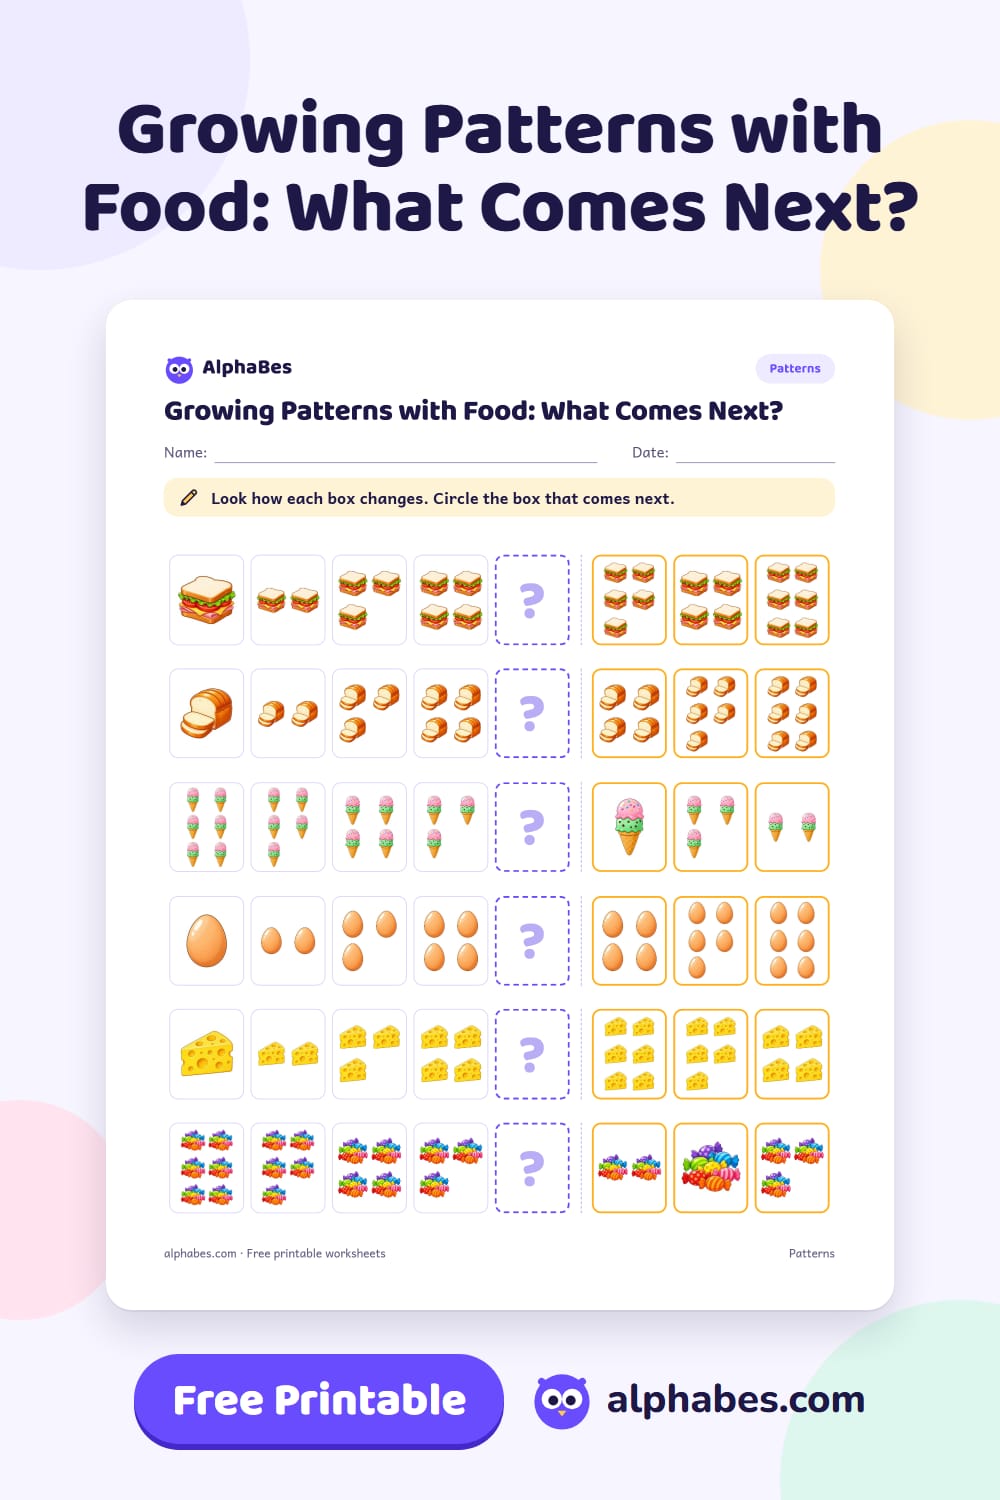 Growing Patterns with
Food: What Comes Next?
AlphaBes
Patterns
Growing Patterns with Food: What Comes Next?
Name:
Date:
Look how each box changes. Circle the box that comes next.
?
?
?
?
?
?
alphabes.com · Free printable worksheets
Patterns
Free Printable
alphabes.com